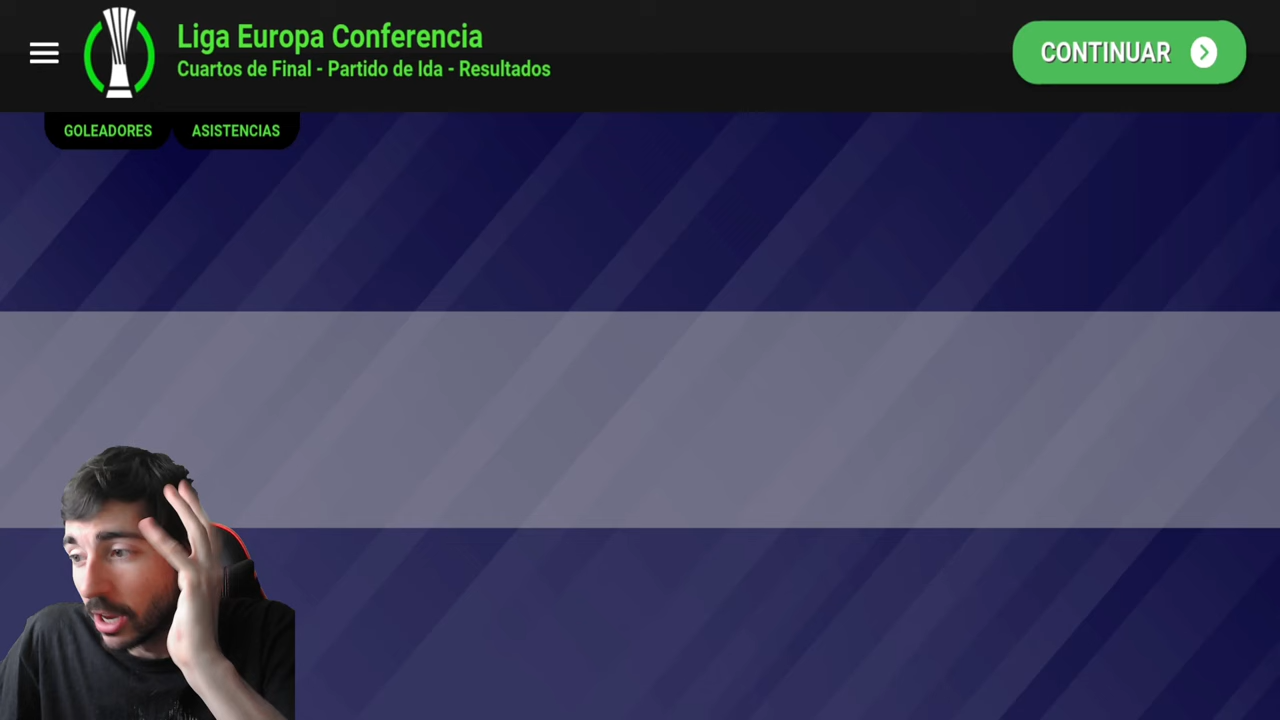 Liga Europa Conferencia
Cuartos de Final - Partido de Ida - Resultados
CONTINUAR
GOLEADORES
ASISTENCIAS